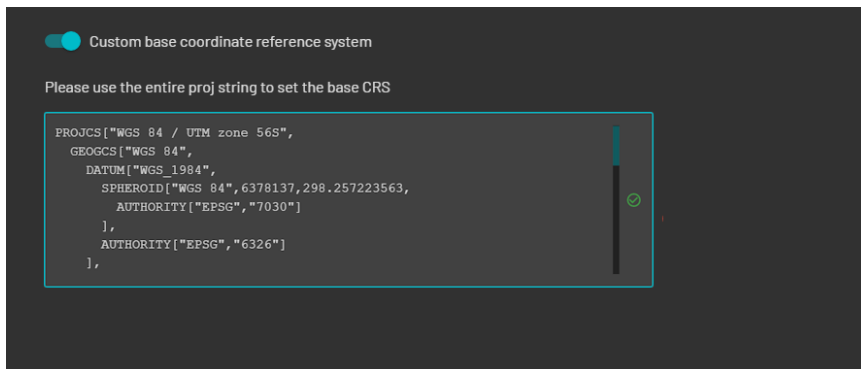 Custom base coordinate reference system
Please use the entire proj string to set the base CRS
PROJCS["WGS 84 / UTM zone 56S",
GEOGCS["WGS 84",
DATUM["WGS_1984",
SPHEROID["WGS 84",6378137,298.257223563,
AUTHORITY["EPSG","7030"]
],
AUTHORITY["EPSG","6326"]
],